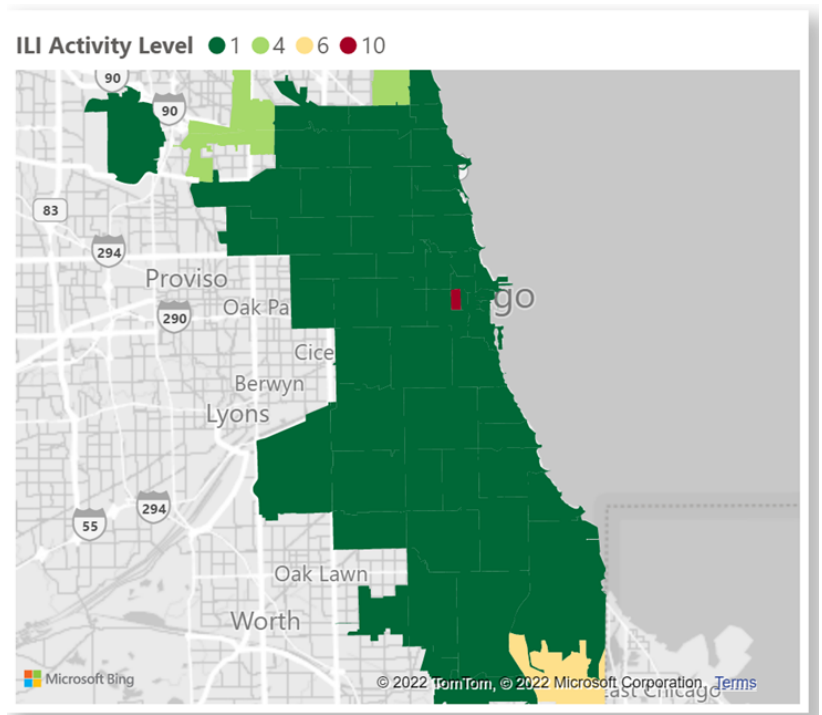 ILI Activity Level 1 4 6 10
90
90
83
294
Proviso
Oak Pa
290
go
Cice
Berwyn
Lyons
294
55
Oak Lawn
Worth
Microsoft Bing
© 2022 TomTom, © 2022 Microsoft Corporation, Terms
East Chicago